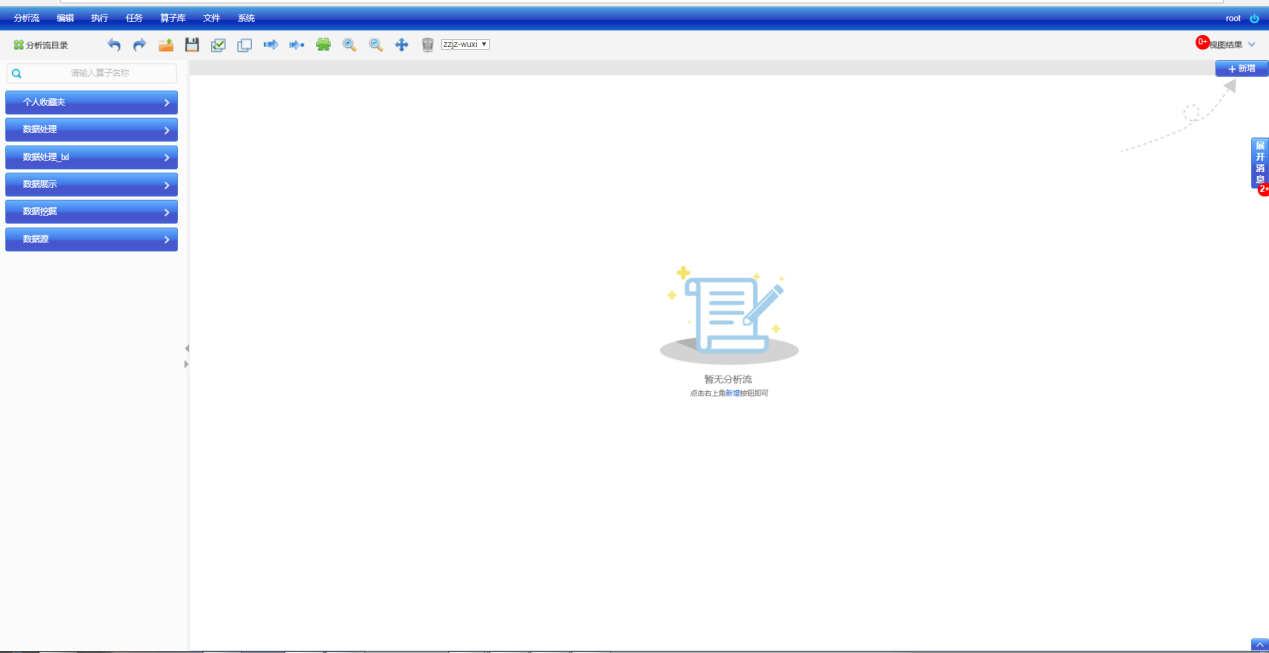 分析流 编辑 执行 任务 算子库 文件 系统 root
分析流目录 zzjz-wuxi 0+ 视图结果
请输入算子名称 + 新增
个人收藏夹
数据处理
数据处理_lxl
数据展示
数据挖掘
数据源
展开消息
2+
暂无分析流
点击右上角新增按钮即可